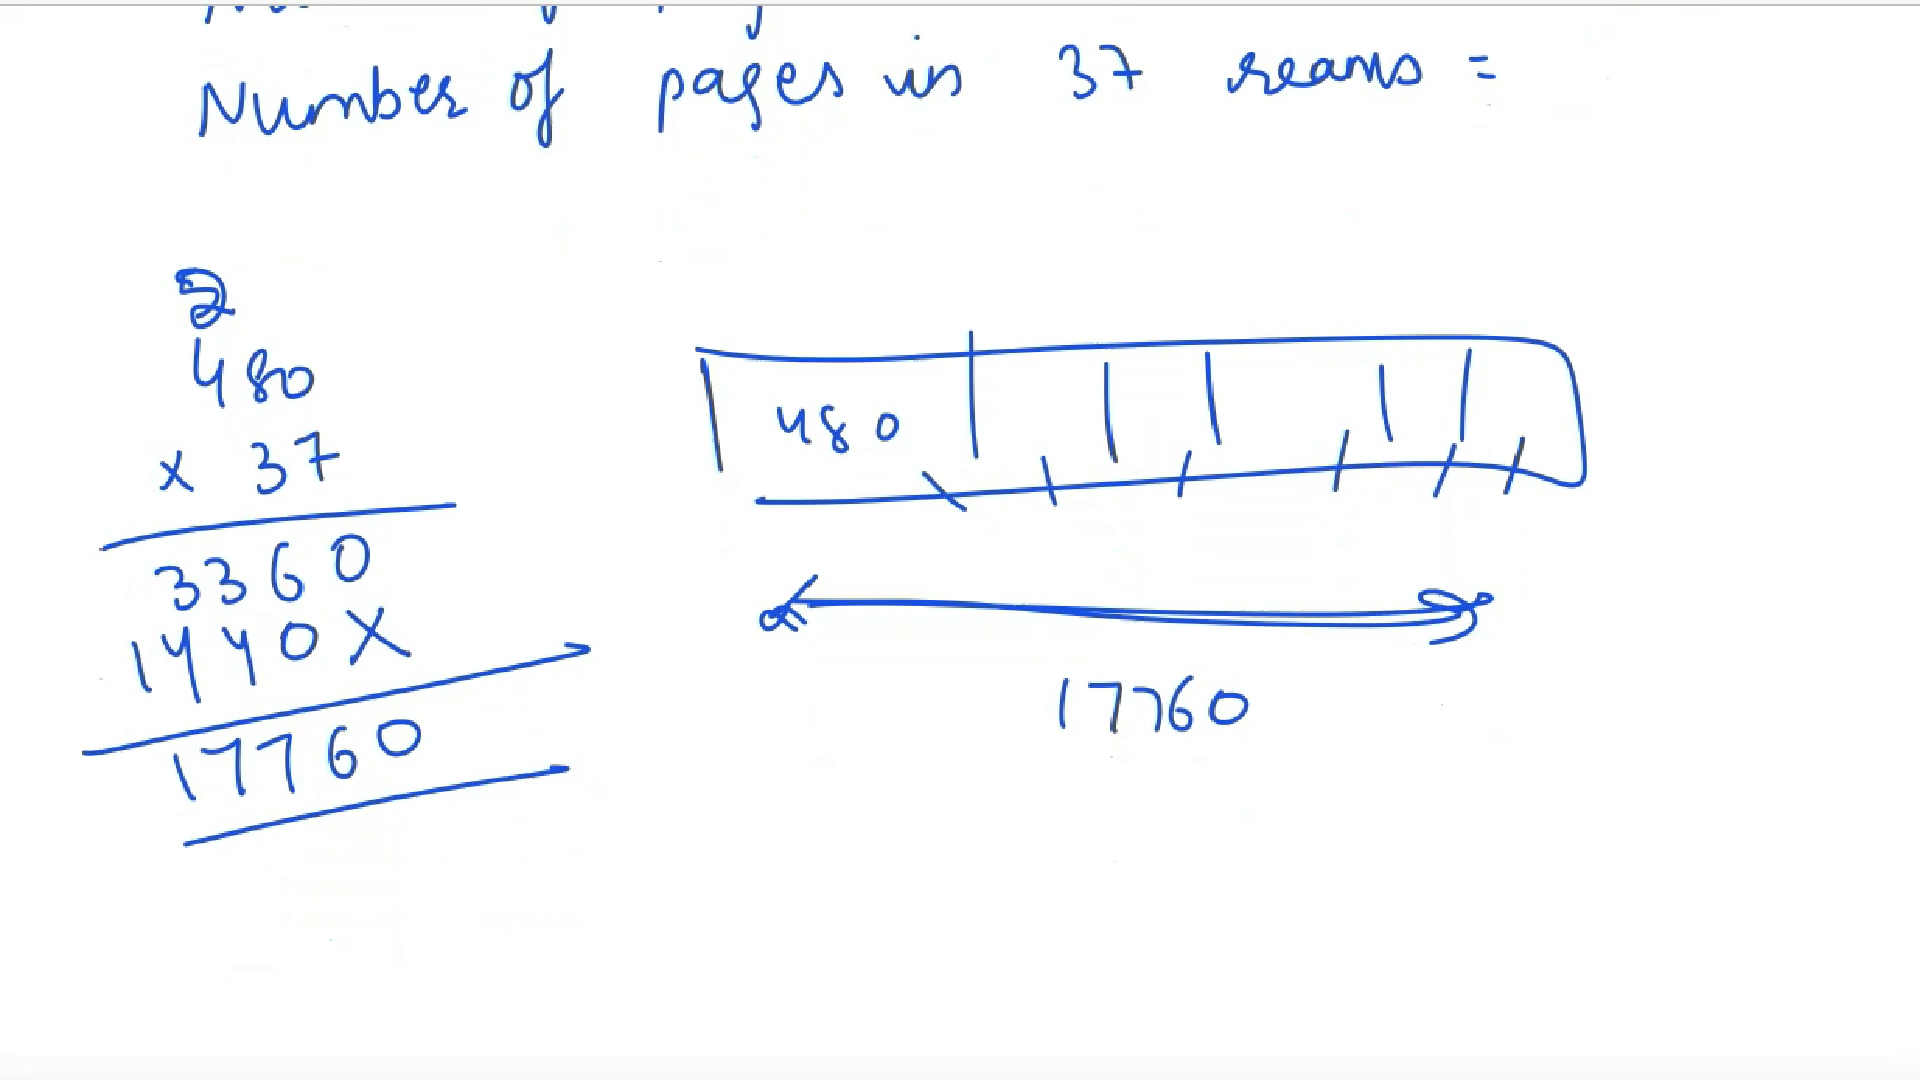 Number of pages in 37 reams =
2
480
x 37
3360
1440X
17760
480
17760